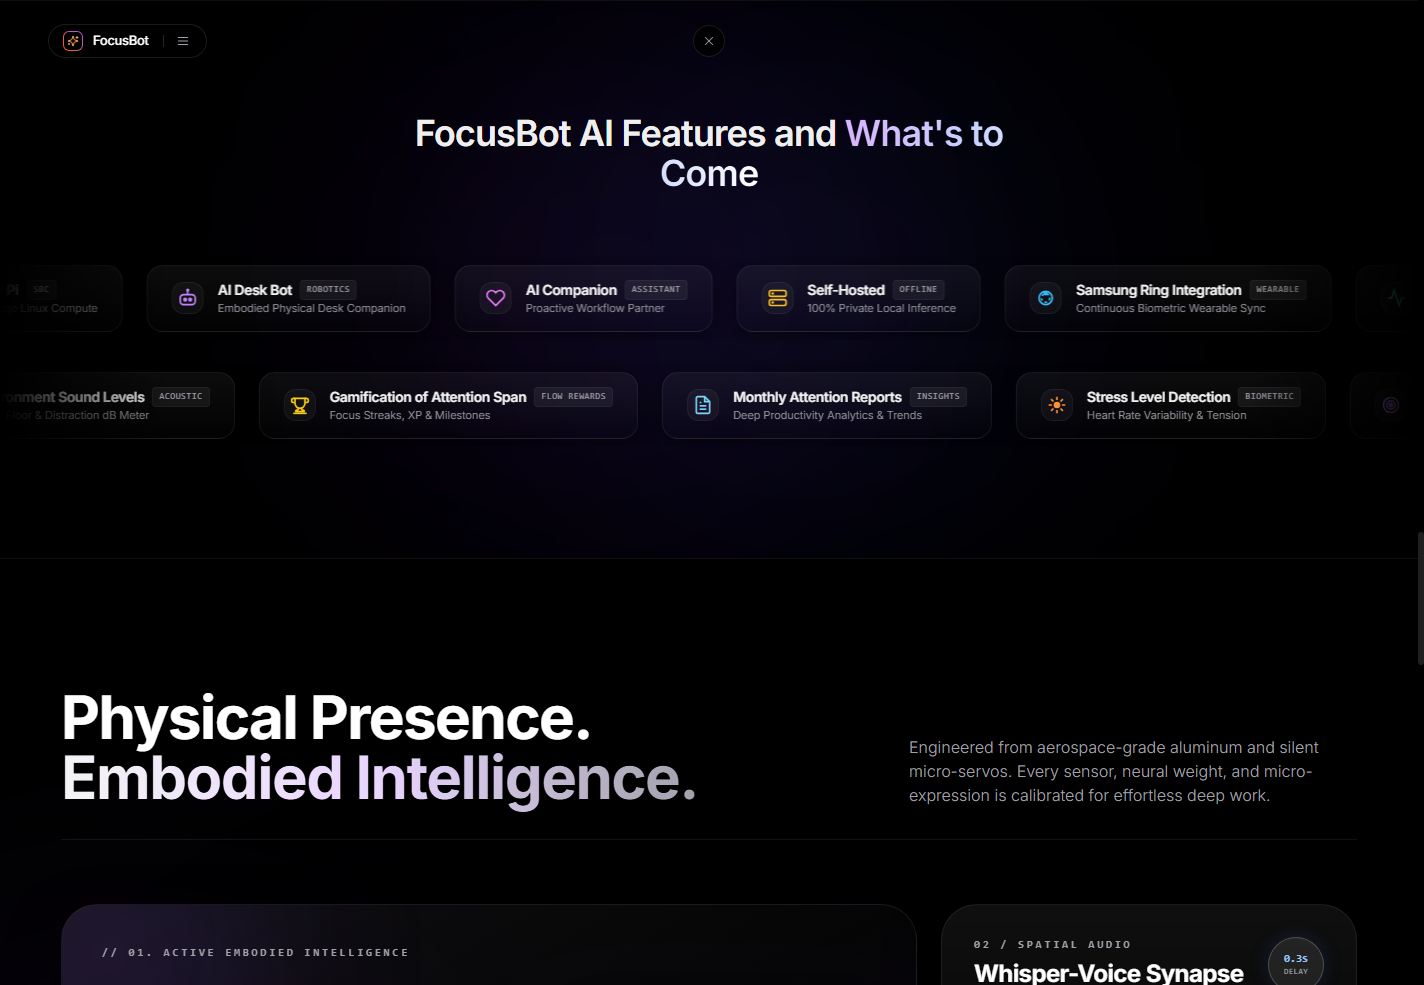 FocusBot
FocusBot AI Features and What's to
Come
Pi SBC
Linux Compute
AI Desk Bot ROBOTICS
Embodied Physical Desk Companion
AI Companion ASSISTANT
Proactive Workflow Partner
Self-Hosted OFFLINE
100% Private Local Inference
Samsung Ring Integration WEARABLE
Continuous Biometric Wearable Sync
onment Sound Levels ACOUSTIC
Floor & Distraction dB Meter
Gamification of Attention Span FLOW REWARDS
Focus Streaks, XP & Milestones
Monthly Attention Reports INSIGHTS
Deep Productivity Analytics & Trends
Stress Level Detection BIOMETRIC
Heart Rate Variability & Tension
Physical Presence.
Embodied Intelligence.
Engineered from aerospace-grade aluminum and silent
micro-servos. Every sensor, neural weight, and micro-
expression is calibrated for effortless deep work.
// 01. ACTIVE EMBODIED INTELLIGENCE
02 / SPATIAL AUDIO
Whisper-Voice Synapse
0.3s
DELAY